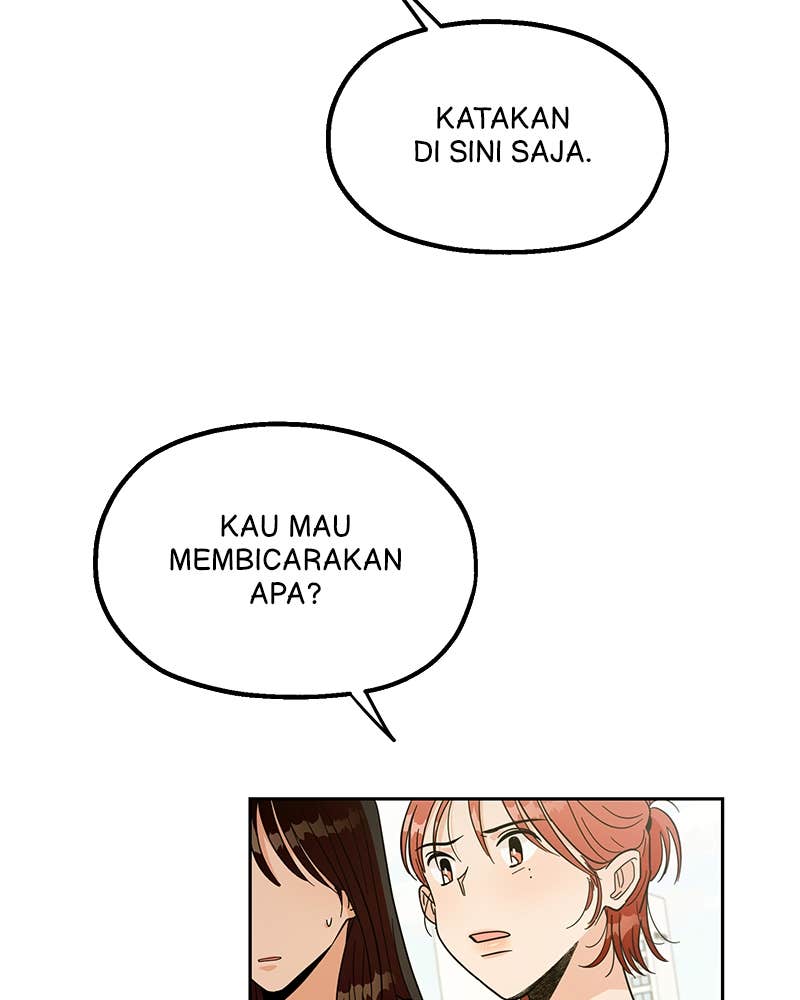 KATAKAN
DI SINI SAJA.
KAU MAU
MEMBICARAKAN
APA?